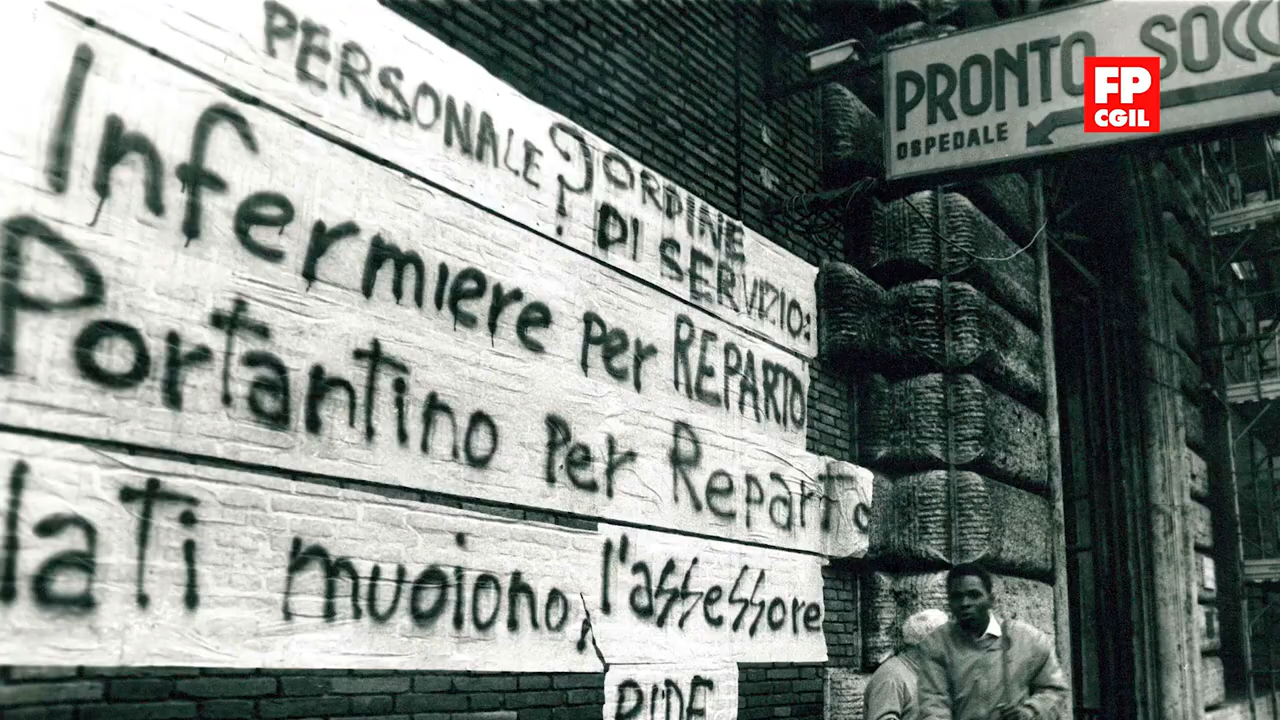 PERSONALE? ORDINE
! DI SERVIZIO:
Infermiere per REPARTO
Portantino per Reparto
lati muoiono, l'assessore
RIDE
PRONTO SOCC
OSPEDALE
FP
CGIL